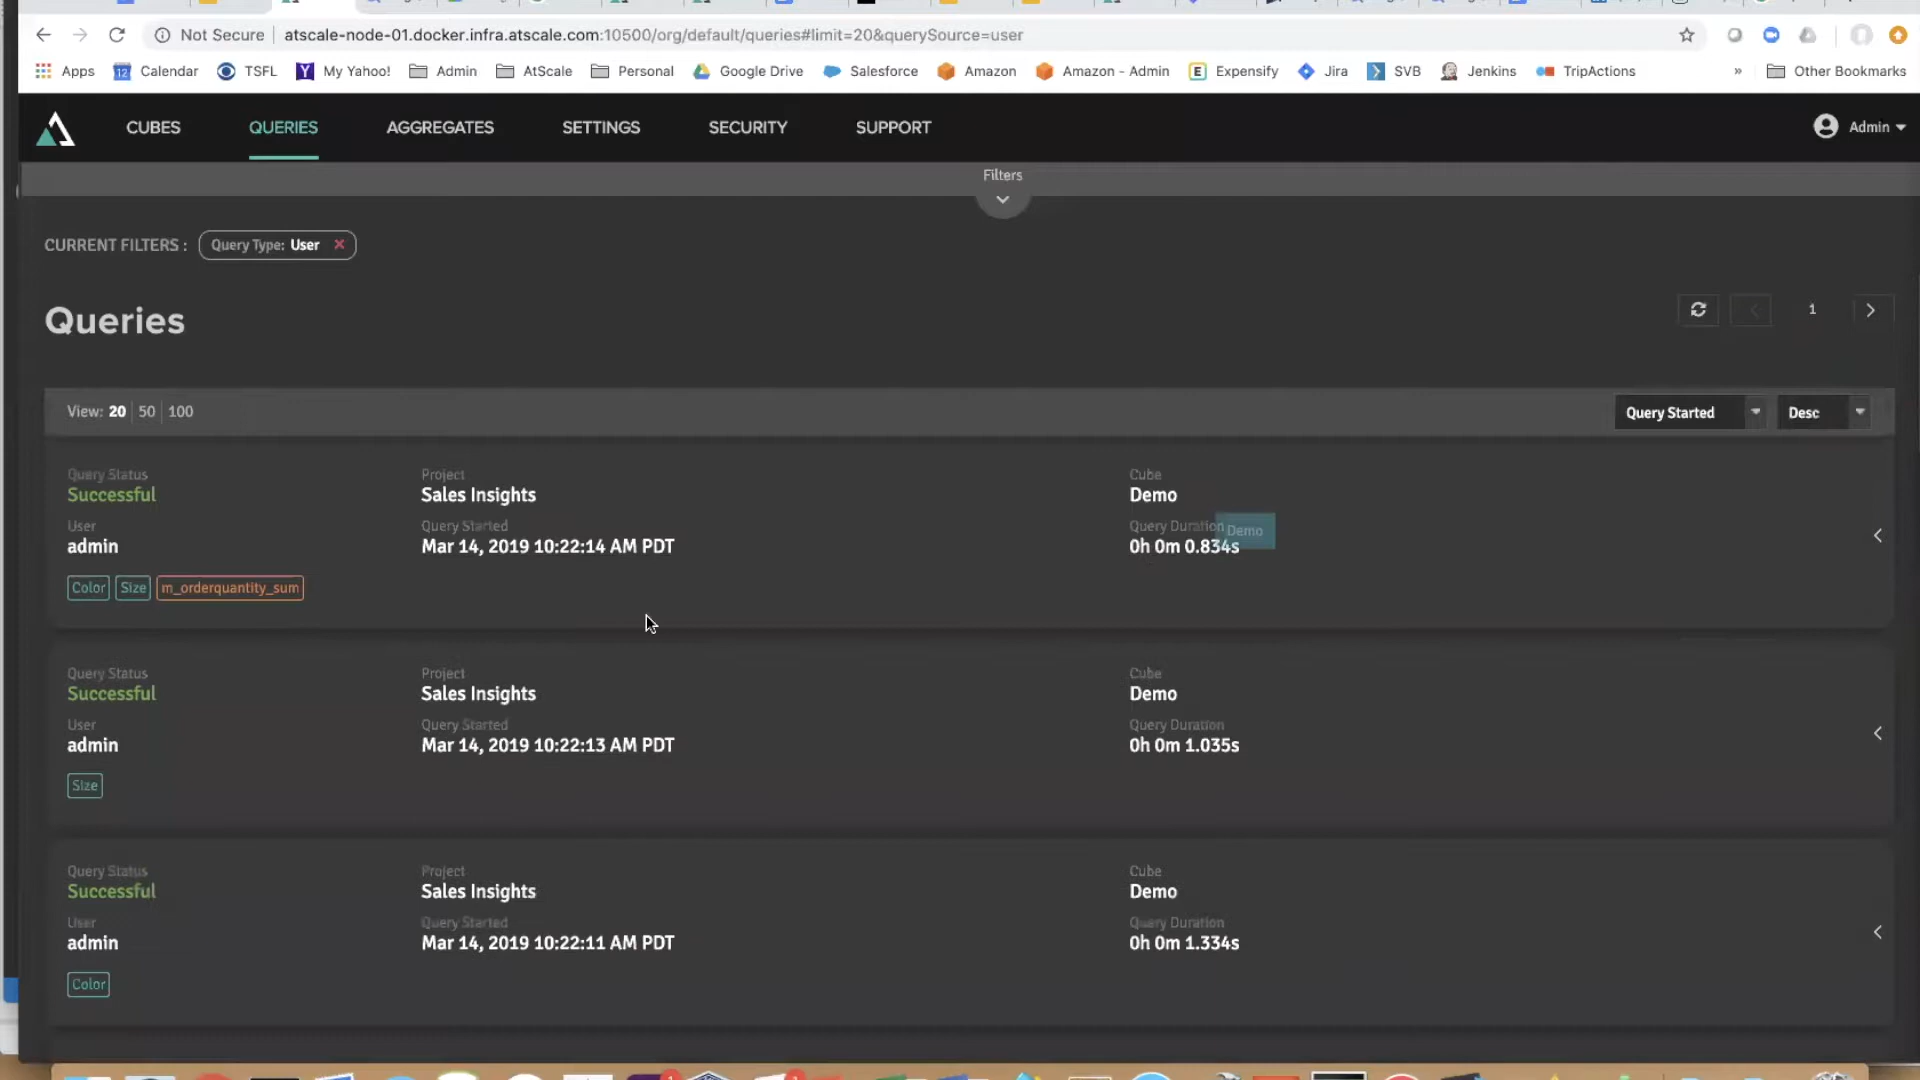 Not Secure | atscale-node-01.docker.infra.atscale.com:10500/org/default/queries#limit=20&querySource=user
Apps Calendar TSFL My Yahoo! Admin AtScale Personal Google Drive Salesforce Amazon Amazon - Admin Expensify Jira SVB Jenkins TripActions » Other Bookmarks
CUBES QUERIES AGGREGATES SETTINGS SECURITY SUPPORT Admin
Filters
CURRENT FILTERS : Query Type: User ×
Queries
1
View: 20 | 50 | 100 Query Started Desc
Query Status Project Cube
Successful Sales Insights Demo
User Query Started Query Duration Demo
admin Mar 14, 2019 10:22:14 AM PDT 0h 0m 0.834s
Color Size m_orderquantity_sum
Query Status Project Cube
Successful Sales Insights Demo
User Query Started Query Duration
admin Mar 14, 2019 10:22:13 AM PDT 0h 0m 1.035s
Size
Query Status Project Cube
Successful Sales Insights Demo
User Query Started Query Duration
admin Mar 14, 2019 10:22:11 AM PDT 0h 0m 1.334s
Color